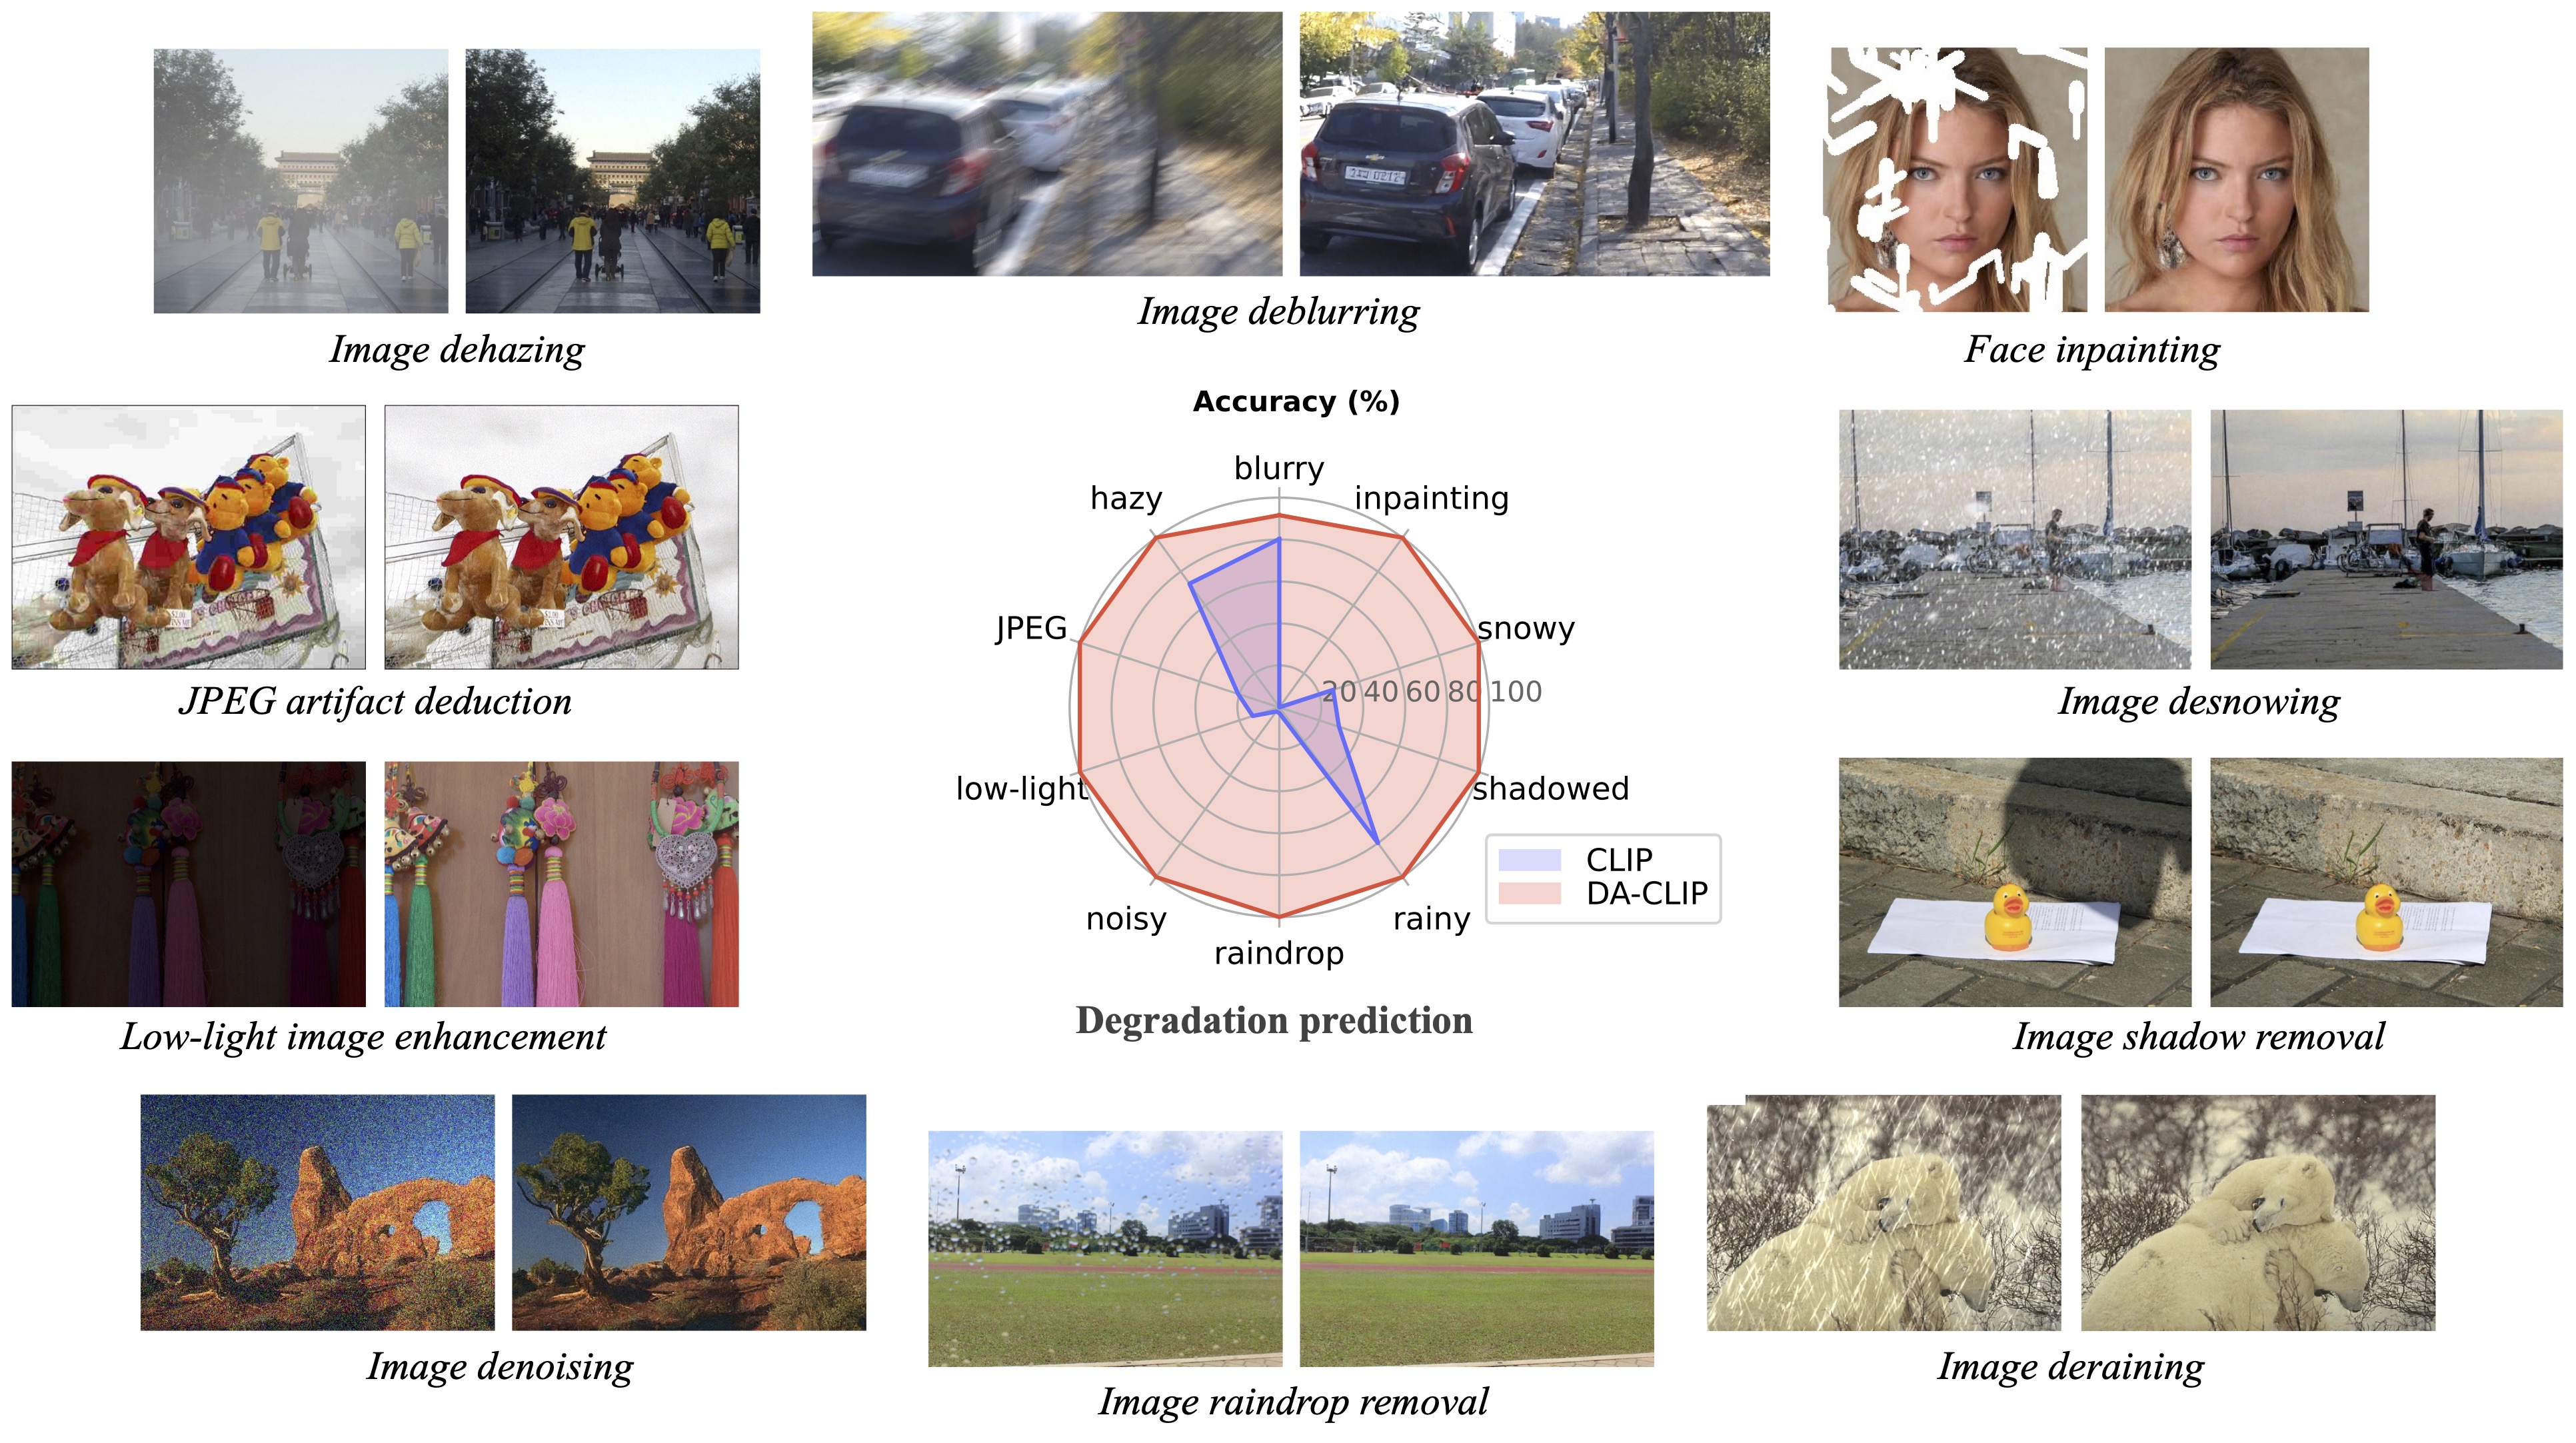 Image dehazing
Image deblurring
Face inpainting
JPEG artifact deduction
Accuracy (%)
blurry
hazy
inpainting
JPEG
snowy
20 40 60 80 100
low-light
shadowed
noisy
rainy
raindrop
CLIP
DA-CLIP
Degradation prediction
Image desnowing
Low-light image enhancement
Image shadow removal
Image denoising
Image raindrop removal
Image deraining